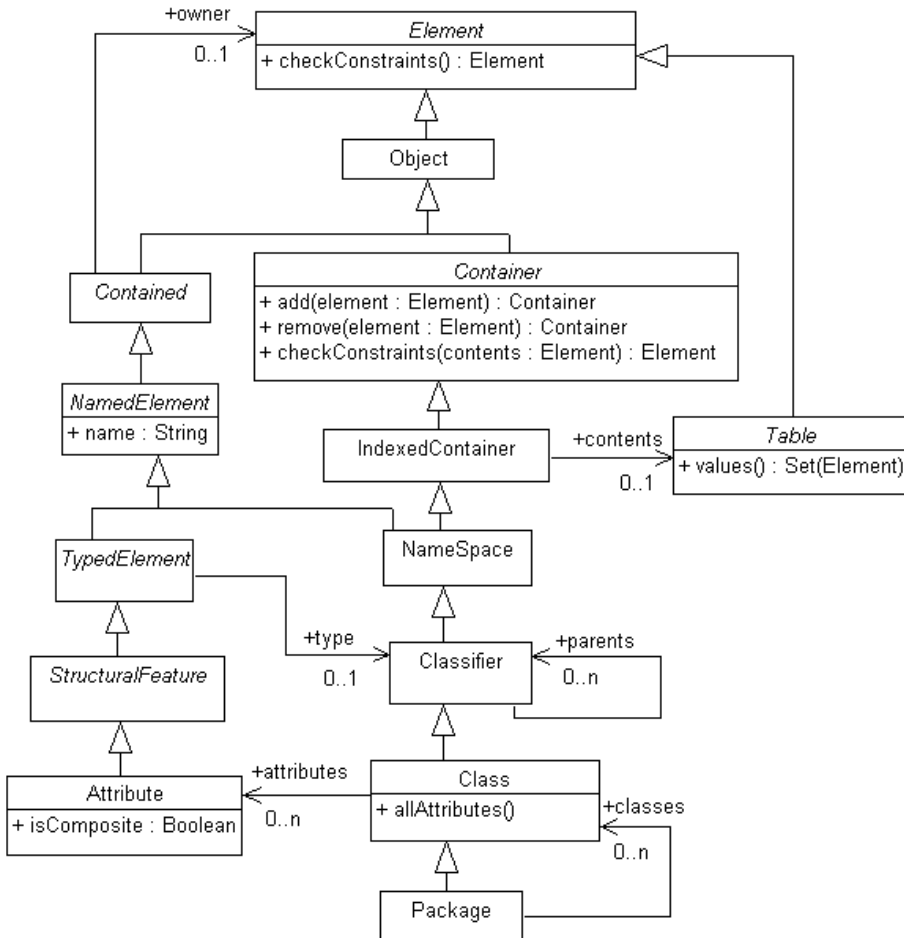 +owner
0..1
Element
+ checkConstraints() : Element
Object
Contained
Container
+ add(element : Element) : Container
+ remove(element : Element) : Container
+ checkConstraints(contents : Element) : Element
NamedElement
+ name : String
IndexedContainer
+contents
0..1
Table
+ values() : Set(Element)
TypedElement
NameSpace
+type
0..1
Classifier
+parents
0..n
StructuralFeature
Attribute
+ isComposite : Boolean
+attributes
0..n
Class
+ allAttributes()
+classes
0..n
Package